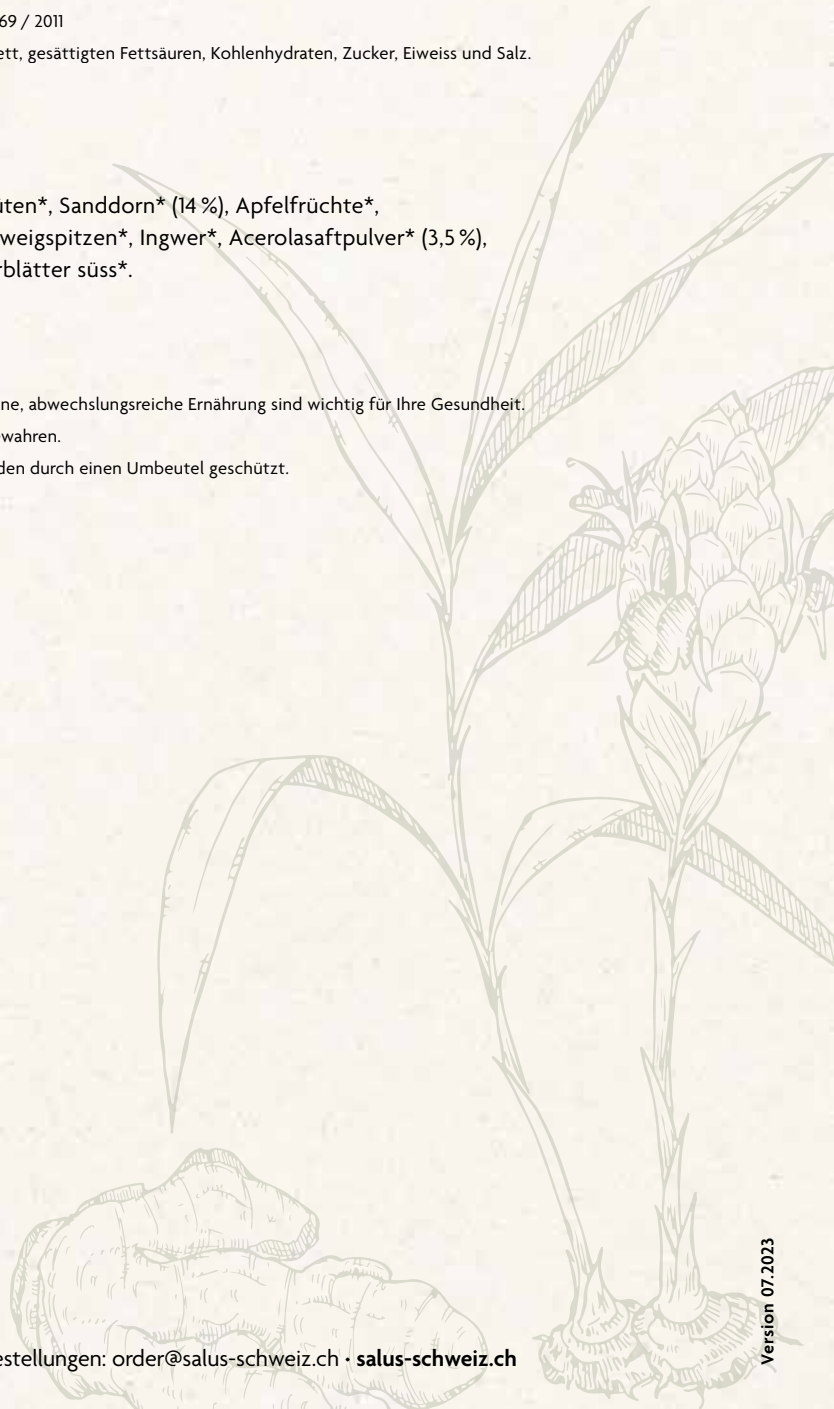 69 / 2011
ett, gesättigten Fettsäuren, Kohlenhydraten, Zucker, Eiweiss und Salz.
üten*, Sanddorn* (14 %), Apfelfrüchte*,
weigspitzen*, Ingwer*, Acerolasaftpulver* (3,5 %),
rblätter süss*.
ne, abwechslungsreiche Ernährung sind wichtig für Ihre Gesundheit.
wahren.
den durch einen Umbeutel geschützt.
estellungen: order@salus-schweiz.ch · salus-schweiz.ch
Version 07.2023